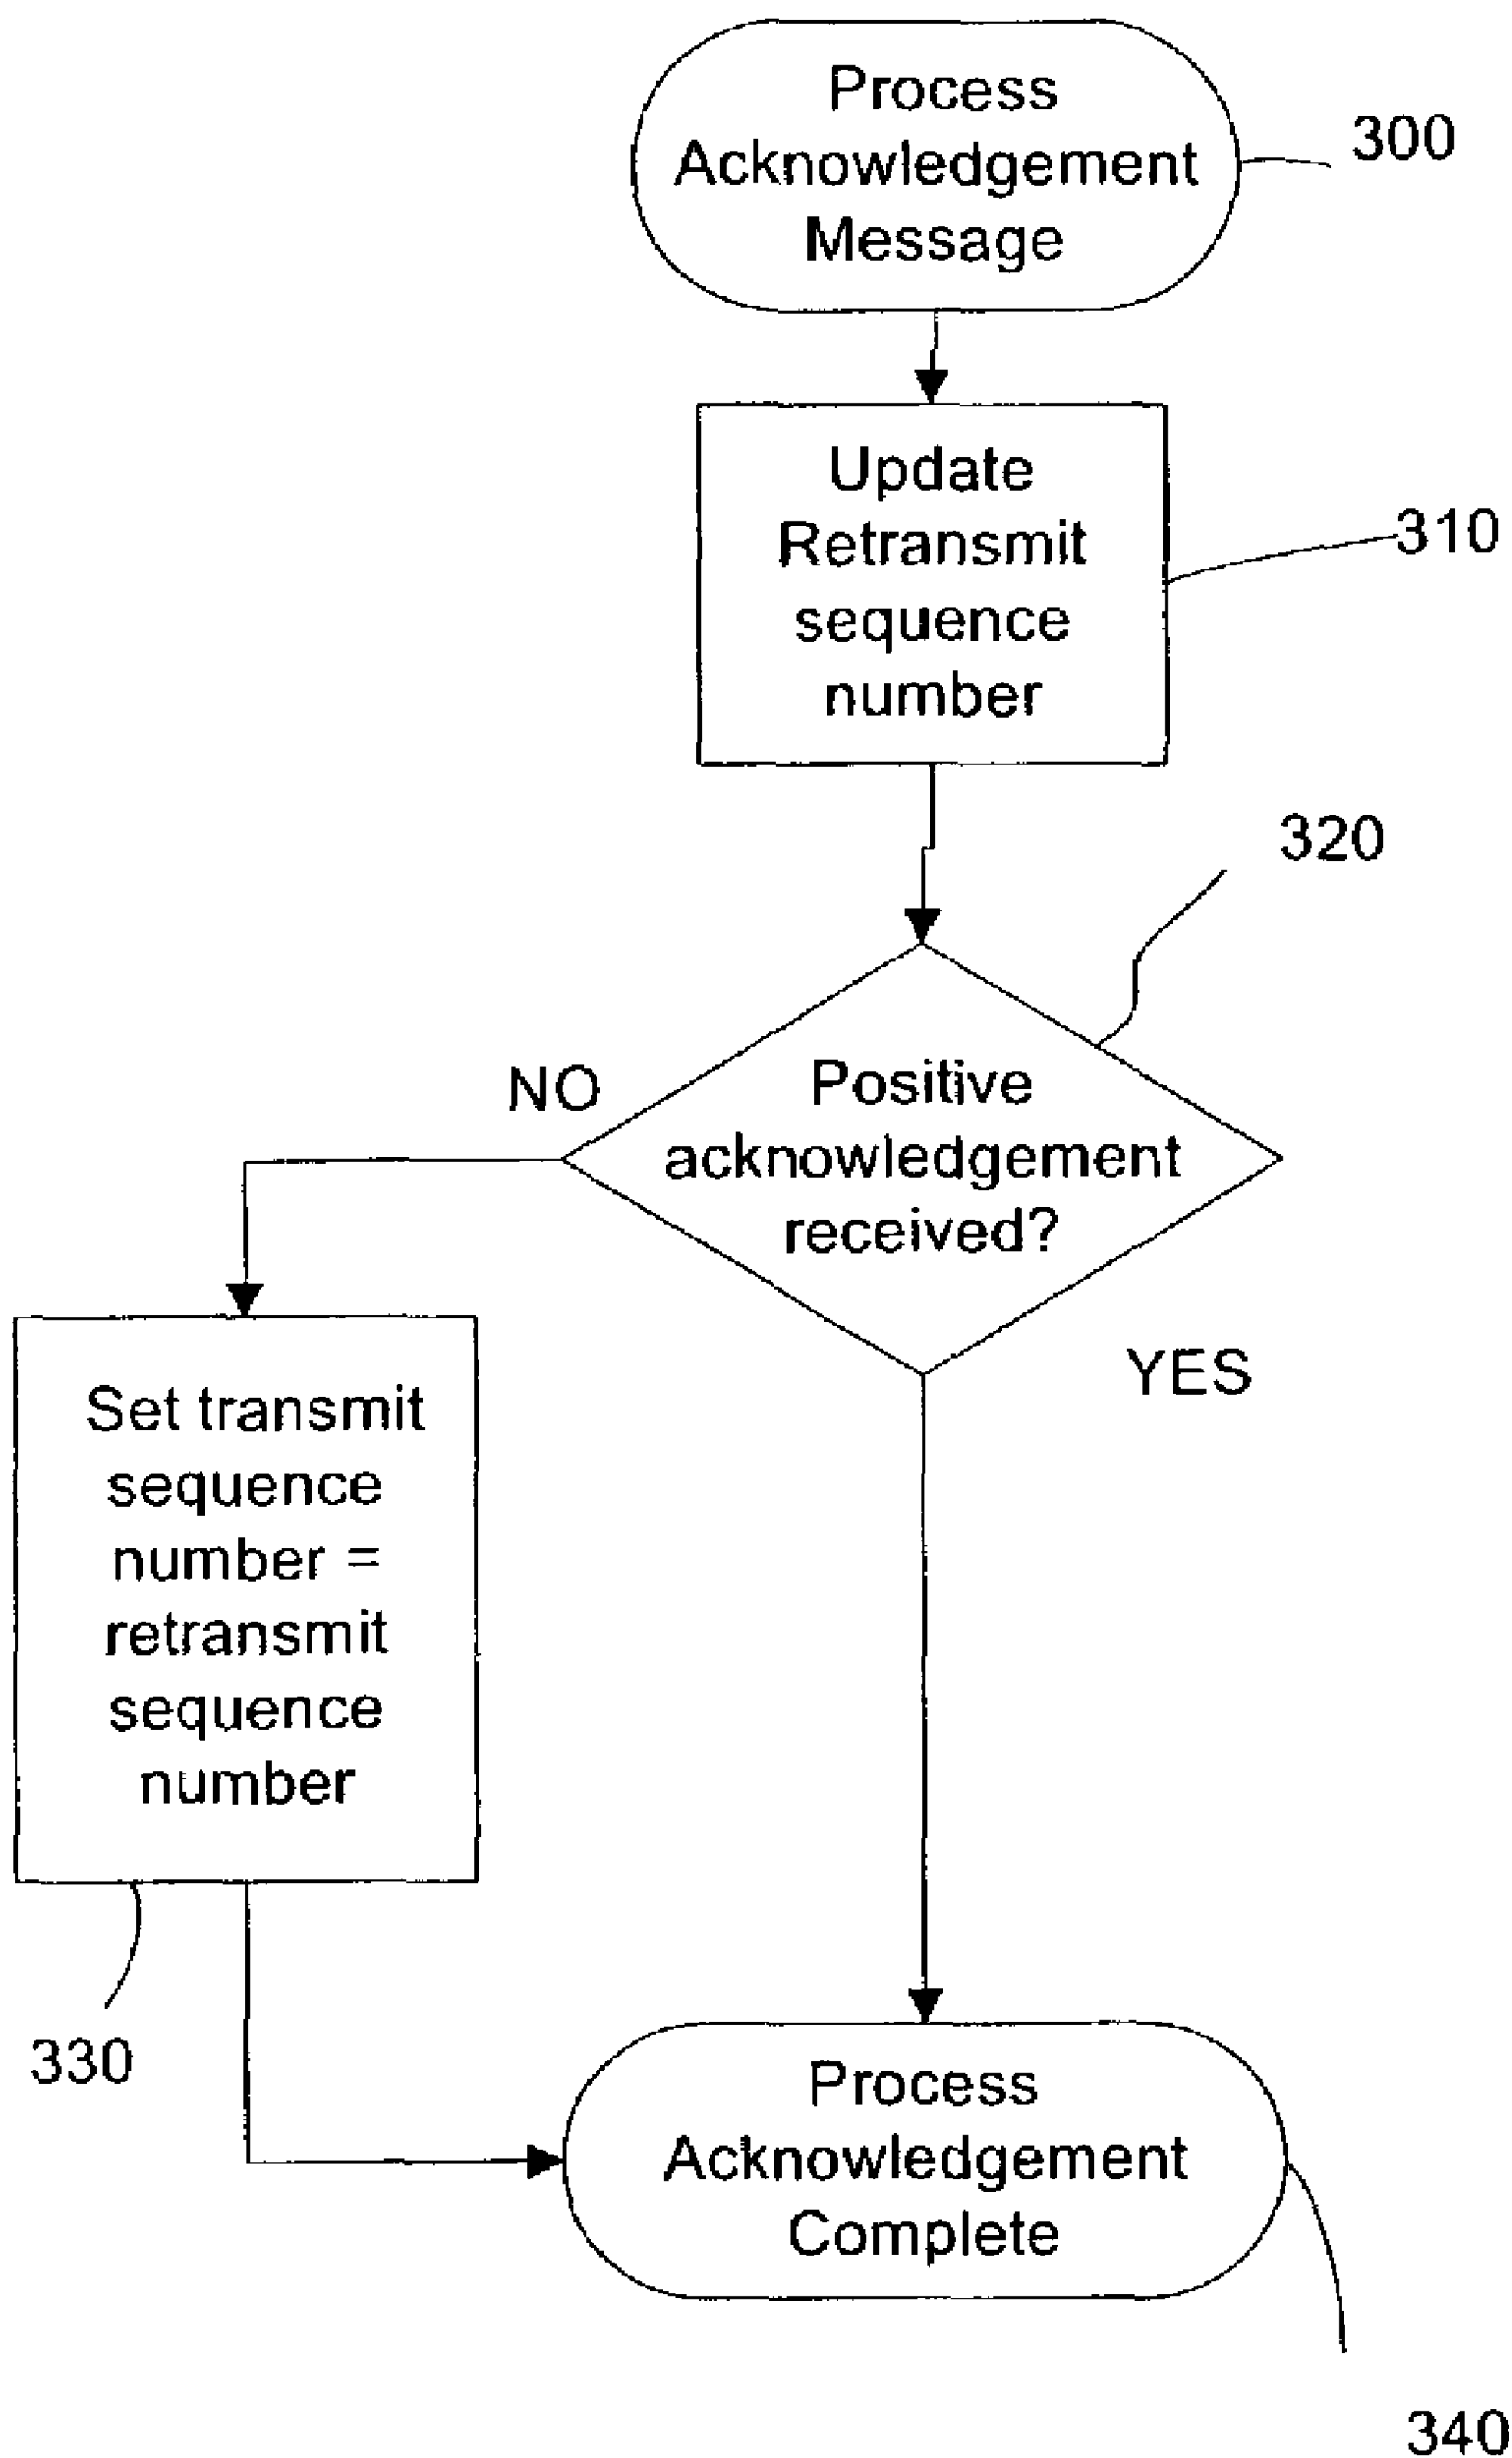 Process
Acknowledgement
Message
300
Update
Retransmit
sequence
number
310
320
Positive
acknowledgement
received?
NO
YES
Set transmit
sequence
number =
retransmit
sequence
number
330
Process
Acknowledgement
Complete
340